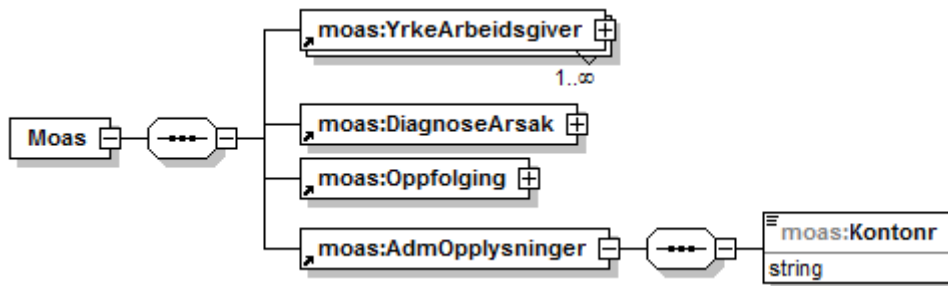 moas:YrkeArbeidsgiver
1..∞
Moas
moas:DiagnoseArsak
moas:Oppfolging
moas:AdmOpplysninger
moas:Kontonr
string